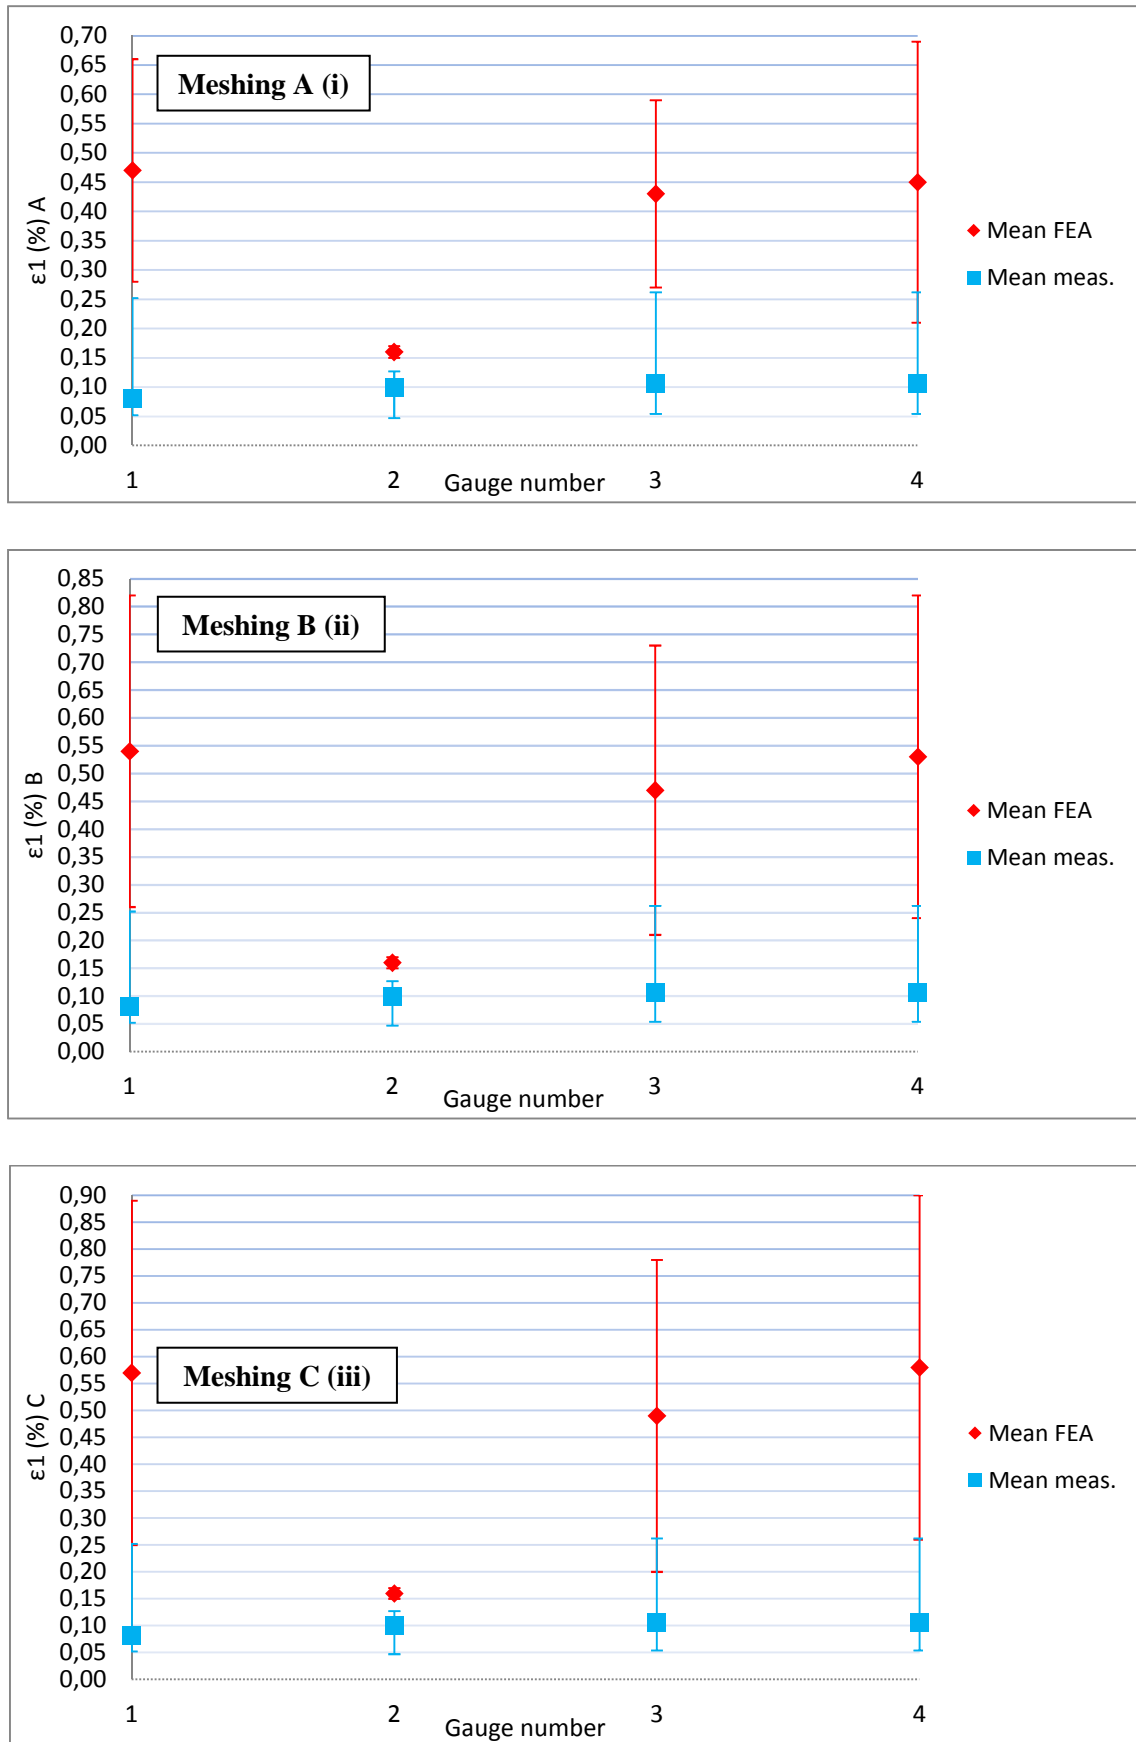 0,70
0,65
0,60
0,55
0,50
0,45
0,40
0,35
0,30
0,25
0,20
0,15
0,10
0,05
0,00
ε1 (%) A
Meshing A (i)
1 2 3 4
Gauge number
Mean FEA
Mean meas.
0,85
0,80
0,75
0,70
0,65
0,60
0,55
0,50
0,45
0,40
0,35
0,30
0,25
0,20
0,15
0,10
0,05
0,00
ε1 (%) B
Meshing B (ii)
1 2 3 4
Gauge number
Mean FEA
Mean meas.
0,90
0,85
0,80
0,75
0,70
0,65
0,60
0,55
0,50
0,45
0,40
0,35
0,30
0,25
0,20
0,15
0,10
0,05
0,00
ε1 (%) C
Meshing C (iii)
1 2 3 4
Gauge number
Mean FEA
Mean meas.